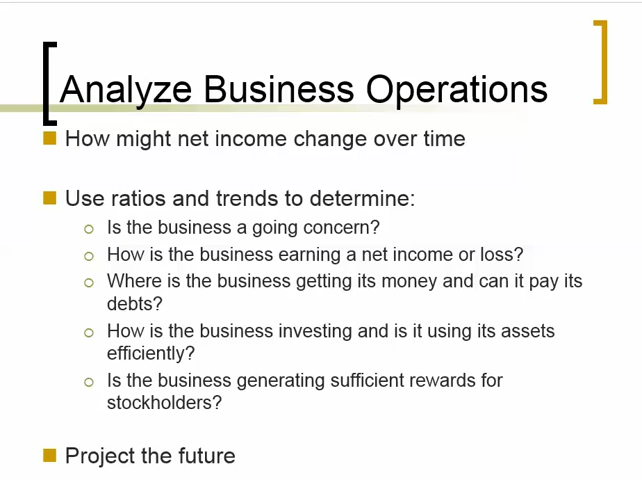 Analyze Business Operations
How might net income change over time
Use ratios and trends to determine:
Is the business a going concern?
How is the business earning a net income or loss?
Where is the business getting its money and can it pay its
debts?
How is the business investing and is it using its assets
efficiently?
Is the business generating sufficient rewards for
stockholders?
Project the future